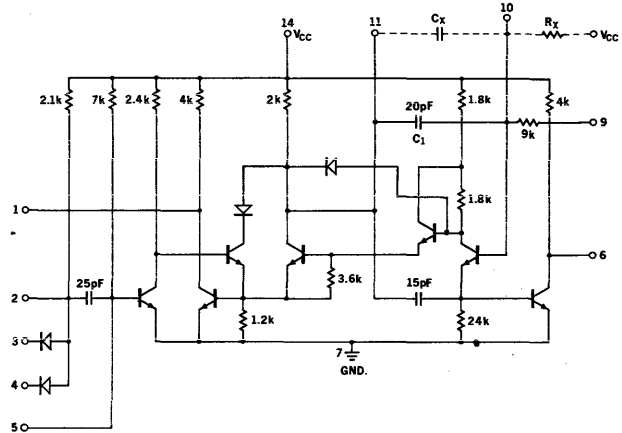 14
VCC
11
CX
10
RX
VCC
2.1k
7k
2.4k
4k
2k
20pF
C1
1.8k
4k
9k
9
1
1.8k
3.6k
6
2
25pF
15pF
1.2k
24k
3
7
GND.
4
5